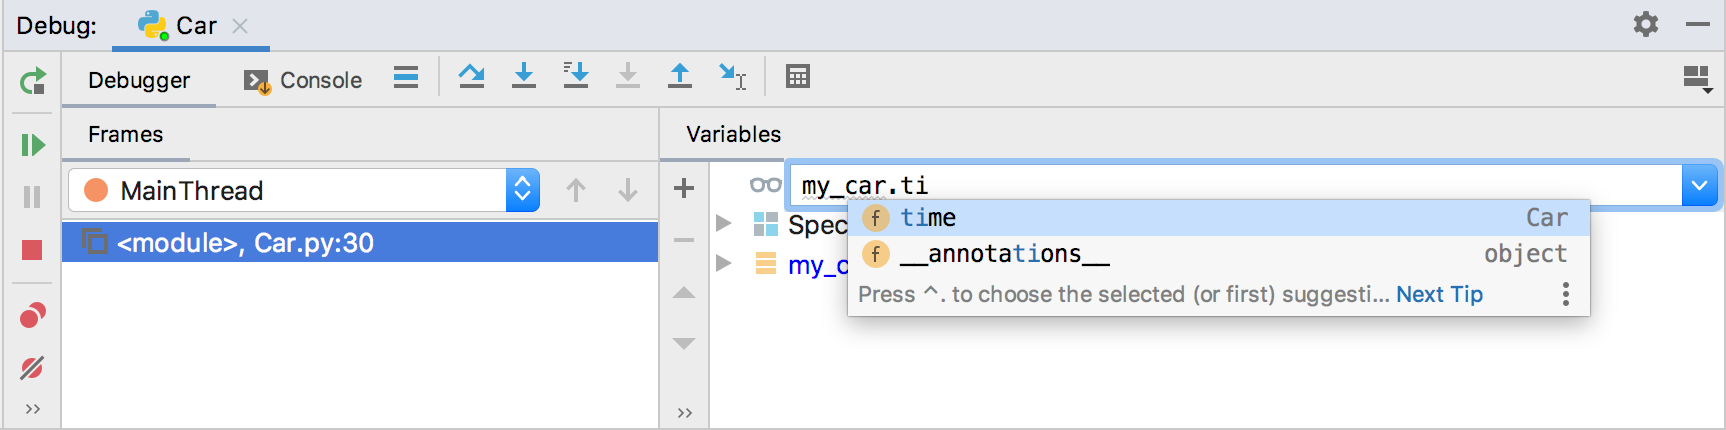 Debug: Car
Debugger Console
Frames
Variables
MainThread
<module>, Car.py:30
my_car.ti
Spec
my_c
time Car
__annotations__ object
Press ^. to choose the selected (or first) suggesti... Next Tip